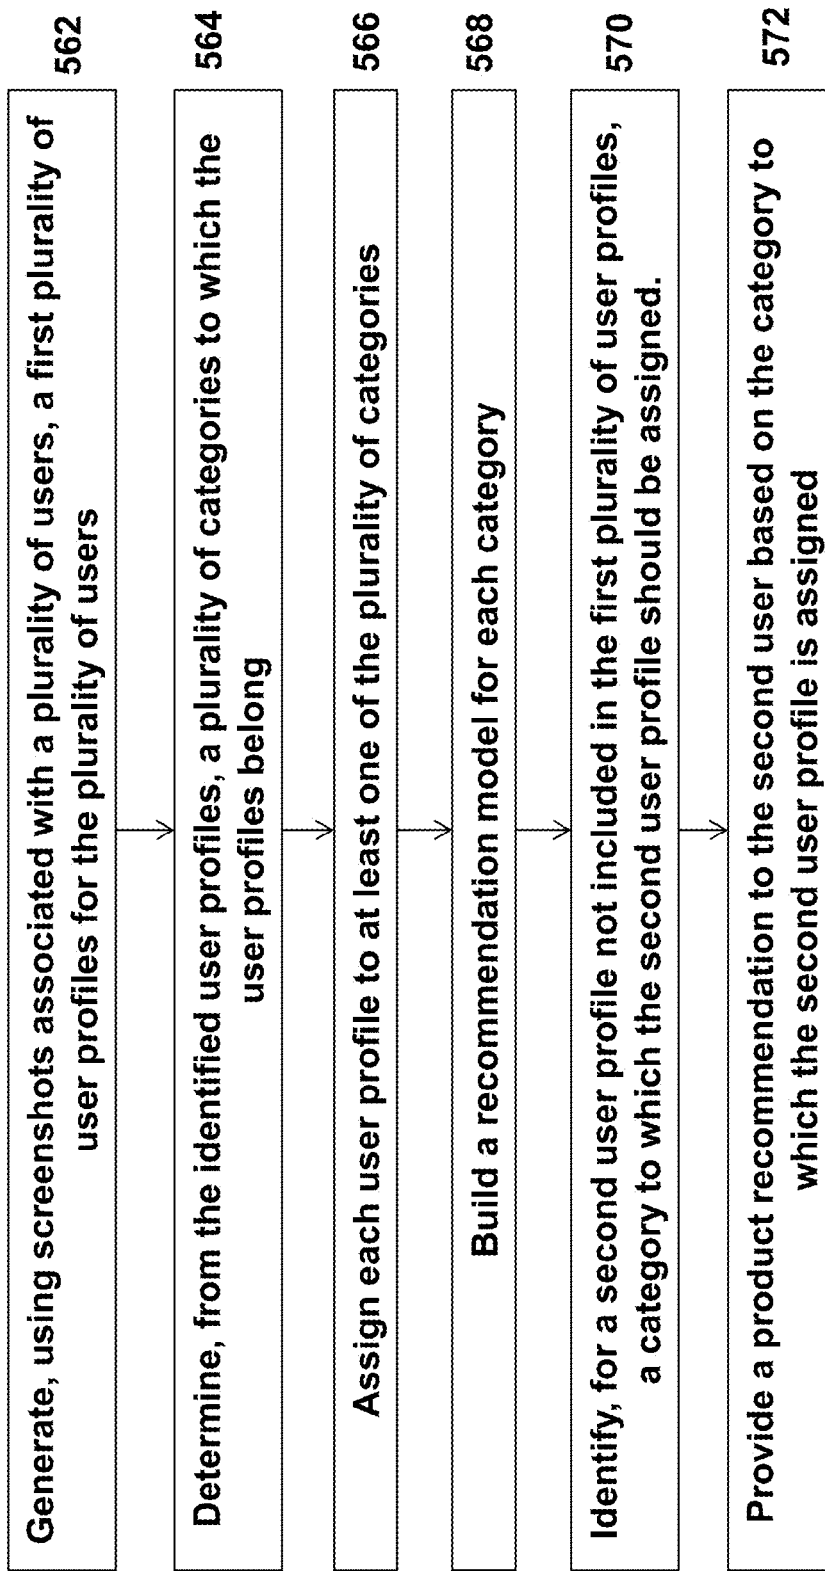 Generate, using screenshots associated with a plurality of users, a first plurality of
user profiles for the plurality of users
562
Determine, from the identified user profiles, a plurality of categories to which the
user profiles belong
564
Assign each user profile to at least one of the plurality of categories
566
Build a recommendation model for each category
568
Identify, for a second user profile not included in the first plurality of user profiles,
a category to which the second user profile should be assigned.
570
Provide a product recommendation to the second user based on the category to
which the second user profile is assigned
572